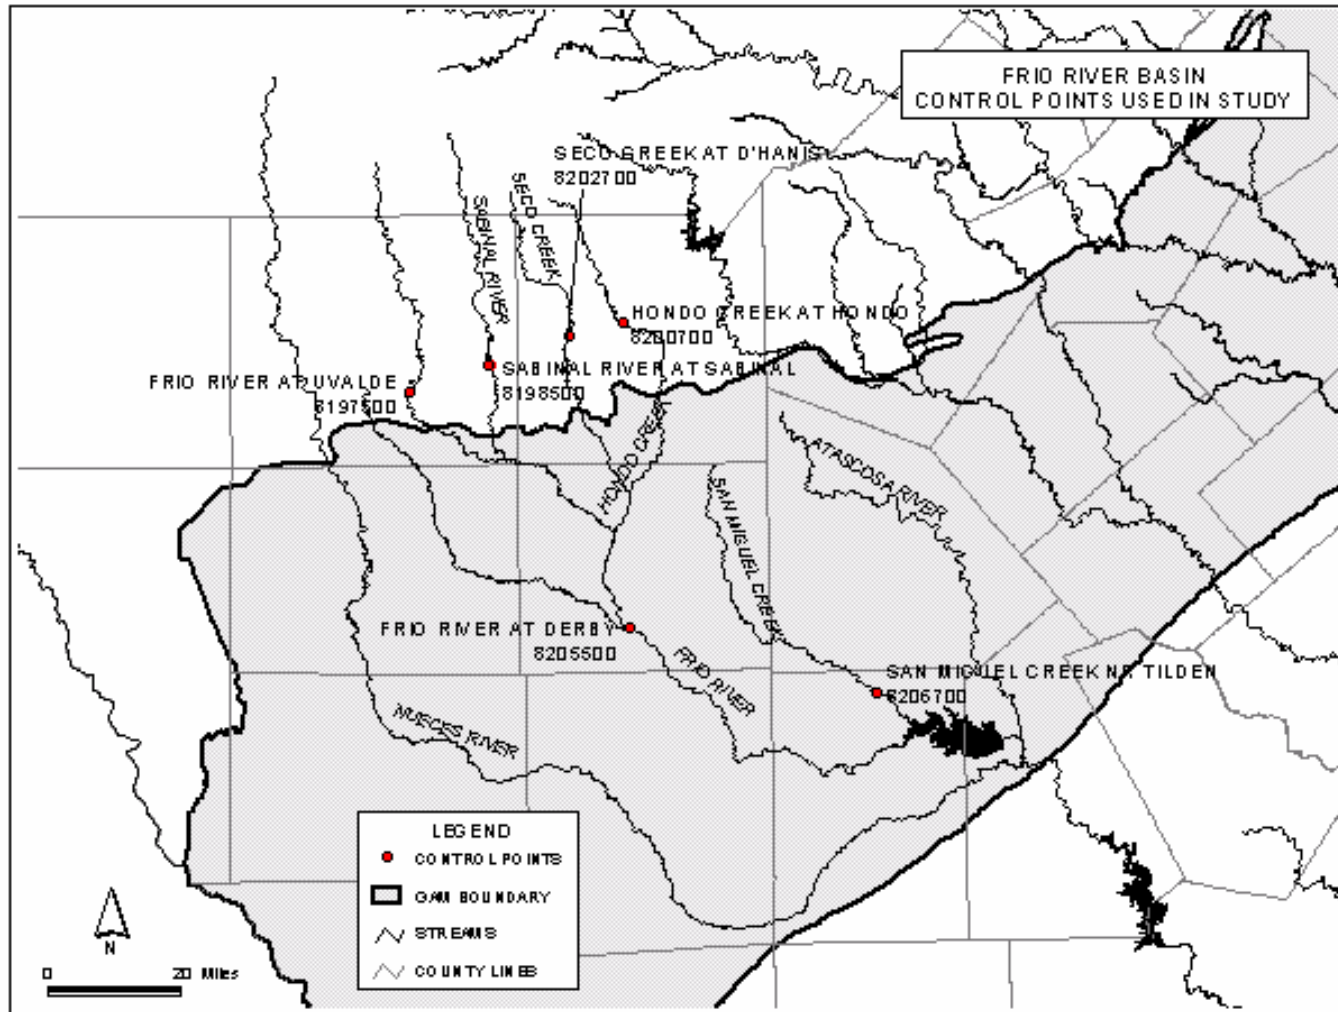 FRIO RIVER BASIN
CONTROL POINTS USED IN STUDY
SECO CREEK AT D'HANIS
8202700
SABINAL RIVER
SECO CREEK
HONDO CREEK AT HONDO
8200700
SABINAL RIVER AT SABINAL
8198500
FRIO RIVER AT UVALDE
8197500
HONDO CREEK
ATASCOSA RIVER
SAN MIGUEL CREEK
FRIO RIVER AT DERBY
8205500
FRIO RIVER
SAN MIGUEL CREEK NR TILDEN
8206700
NUECES RIVER
LEGEND
CONTROL POINTS
GAM BOUNDARY
STREAMS
COUNTY LINES
N
0 20 Miles